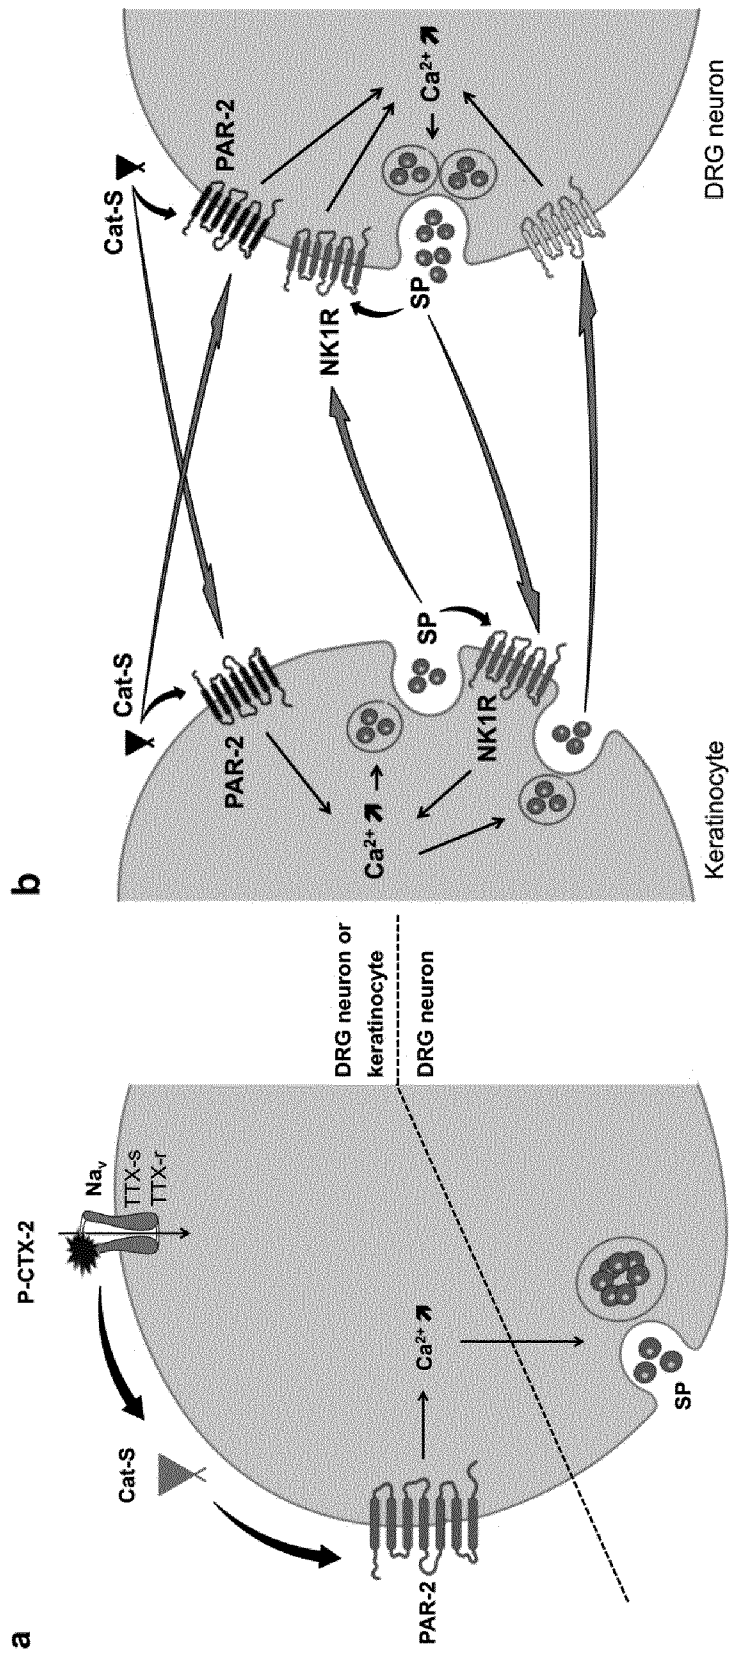 a
P-CTX-2
Nav
TTX-s
TTX-r
Cat-S
PAR-2
Ca2+
SP
DRG neuron or
keratinocyte
DRG neuron
b
Cat-S
Cat-S
PAR-2
PAR-2
Ca2+
SP
NK1R
NK1R
SP
Ca2+
Keratinocyte
DRG neuron